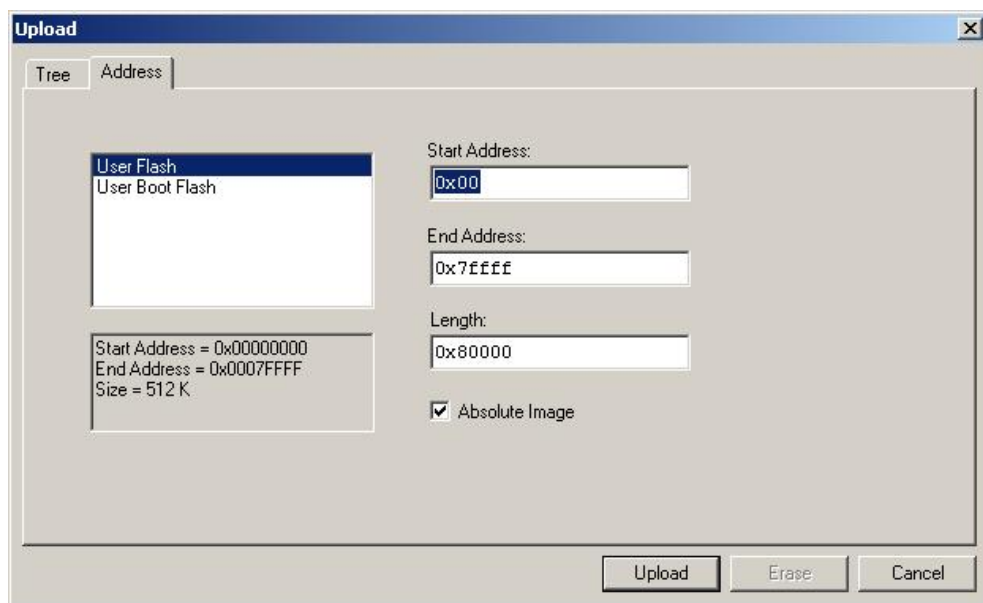 Upload
Tree
Address
User Flash
User Boot Flash
Start Address = 0x00000000
End Address = 0x0007FFFF
Size = 512 K
Start Address:
0x00
End Address:
0x7ffff
Length:
0x80000
Absolute Image
Upload
Erase
Cancel